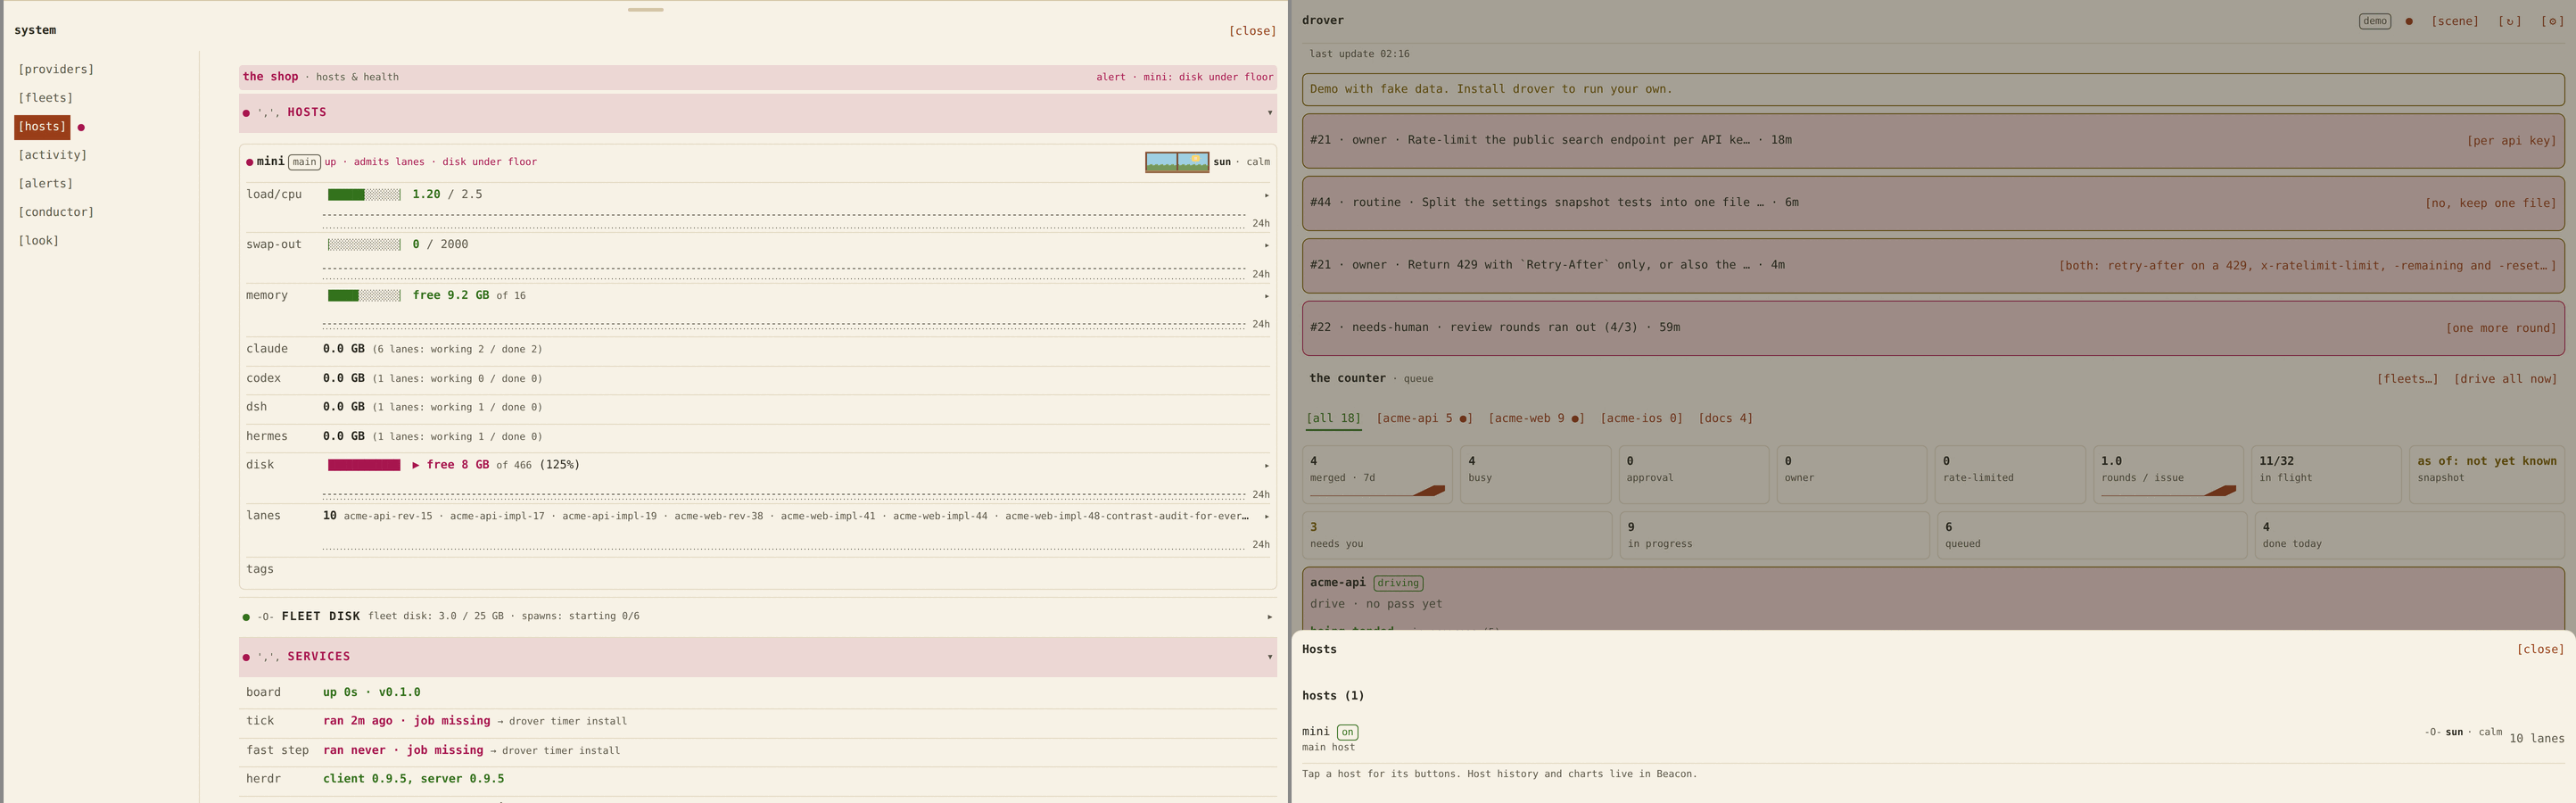 system
[close]
[providers]
[fleets]
[hosts] ●
[activity]
[alerts]
[conductor]
[look]
the shop · hosts & health
alert · mini: disk under floor
● ',', HOSTS ▾
● mini main up · admits lanes · disk under floor
sun · calm
load/cpu 1.20 / 2.5 ▸
24h
swap-out 0 / 2000 ▸
24h
memory free 9.2 GB of 16 ▸
24h
claude 0.0 GB (6 lanes: working 2 / done 2)
codex 0.0 GB (1 lanes: working 0 / done 0)
dsh 0.0 GB (1 lanes: working 1 / done 0)
hermes 0.0 GB (1 lanes: working 1 / done 0)
disk ▶ free 8 GB of 466 (125%) ▸
24h
lanes 10 acme-api-rev-15 · acme-api-impl-17 · acme-api-impl-19 · acme-web-rev-38 · acme-web-impl-41 · acme-web-impl-44 · acme-web-impl-48-contrast-audit-for-ever… ▸
24h
tags
● -O- FLEET DISK fleet disk: 3.0 / 25 GB · spawns: starting 0/6 ▸
● ',', SERVICES ▾
board up 0s · v0.1.0
tick ran 2m ago · job missing → drover timer install
fast step ran never · job missing → drover timer install
herdr client 0.9.5, server 0.9.5
drover
demo ● [scene] [↻] [⚙]
last update 02:16
Demo with fake data. Install drover to run your own.
#21 · owner · Rate-limit the public search endpoint per API ke… · 18m [per api key]
#44 · routine · Split the settings snapshot tests into one file … · 6m [no, keep one file]
#21 · owner · Return 429 with `Retry-After` only, or also the … · 4m [both: retry-after on a 429, x-ratelimit-limit, -remaining and -reset…]
#22 · needs-human · review rounds ran out (4/3) · 59m [one more round]
the counter · queue [fleets…] [drive all now]
[all 18] [acme-api 5 ●] [acme-web 9 ●] [acme-ios 0] [docs 4]
4 4 0 0 0 1.0 11/32 as of: not yet known
merged · 7d busy approval owner rate-limited rounds / issue in flight snapshot
3 9 6 4
needs you in progress queued done today
acme-api driving
drive · no pass yet
Hosts [close]
hosts (1)
mini on
main host
-O- sun · calm 10 lanes
Tap a host for its buttons. Host history and charts live in Beacon.